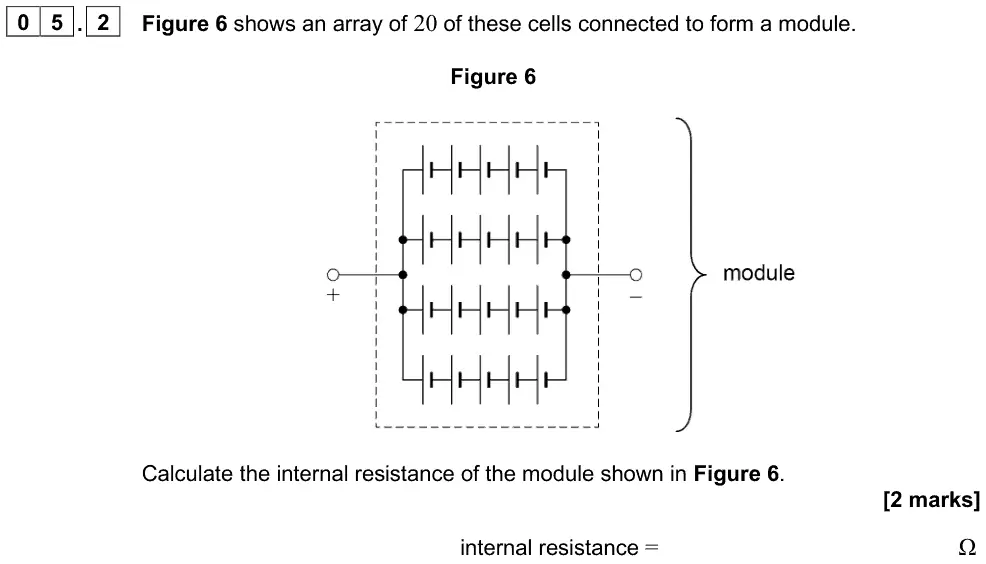 0 5 . 2 Figure 6 shows an array of 20 of these cells connected to form a module.
Figure 6
module
+ −
Calculate the internal resistance of the module shown in Figure 6.
[2 marks]
internal resistance = Ω